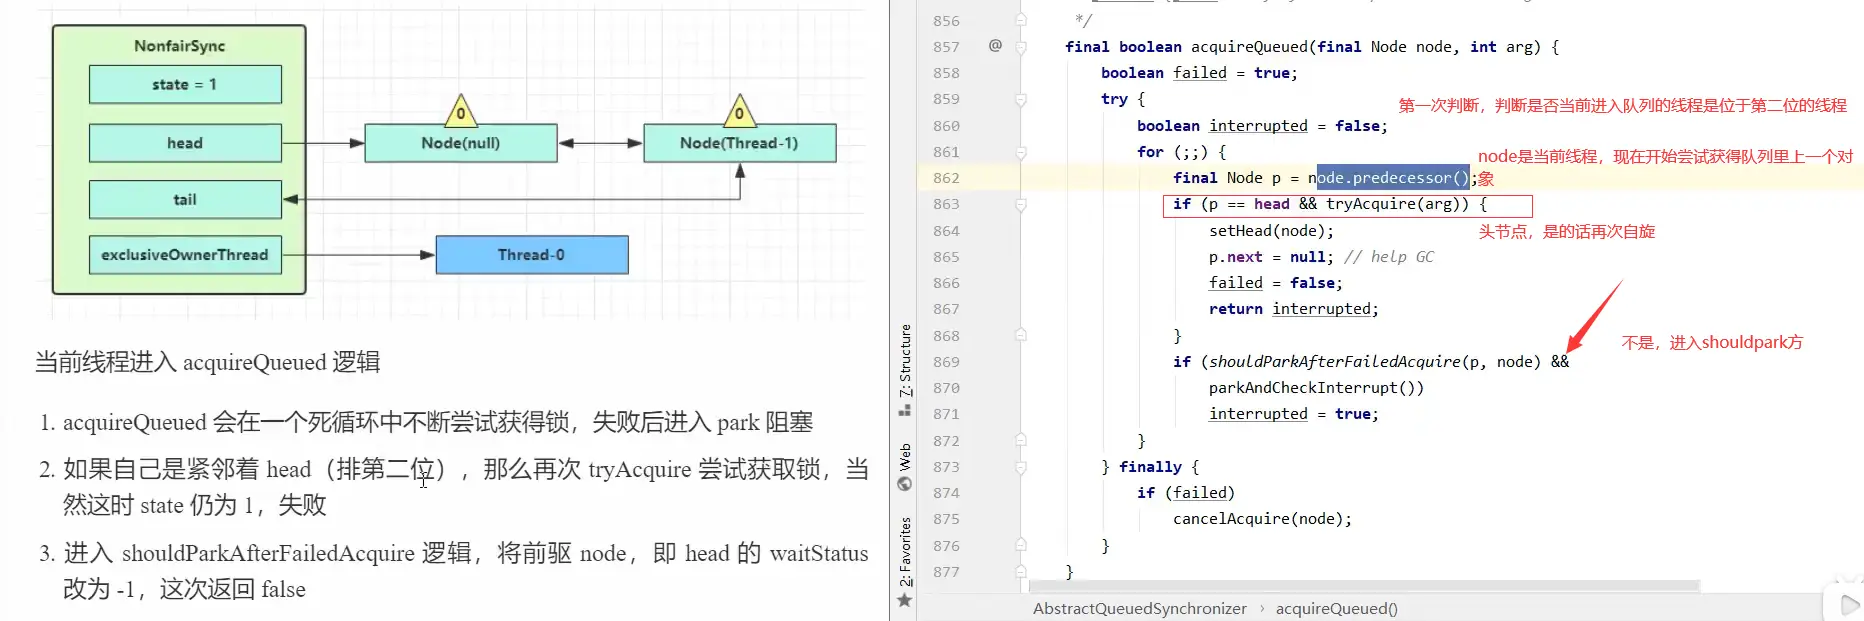 NonfairSync
state = 1
head
tail
exclusiveOwnerThread
0
Node(null)
0
Node(Thread-1)
Thread-0
当前线程进入 acquireQueued 逻辑
1. acquireQueued 会在一个死循环中不断尝试获得锁，失败后进入 park 阻塞
2. 如果自己是紧邻着 head（排第二位），那么再次 tryAcquire 尝试获取锁，当
然这时 state 仍为 1，失败
3. 进入 shouldParkAfterFailedAcquire 逻辑，将前驱 node，即 head 的 waitStatus
改为 -1，这次返回 false
Z: Structure
Web
2: Favorites
856 */
857 @ final boolean acquireQueued(final Node node, int arg) {
858 boolean failed = true;
859 try {
第一次判断，判断是否当前进入队列的线程是位于第二位的线程
860 boolean interrupted = false;
861 for (;;) {
node是当前线程，现在开始尝试获得队列里上一个对
862 final Node p = node.predecessor();象
863 if (p == head && tryAcquire(arg)) {
864 setHead(node);
头节点，是的话再次自旋
865 p.next = null; // help GC
866 failed = false;
867 return interrupted;
868 }
不是，进入shouldpark方
869 if (shouldParkAfterFailedAcquire(p, node) &&
870 parkAndCheckInterrupt())
871 interrupted = true;
872 }
873 } finally {
874 if (failed)
875 cancelAcquire(node);
876 }
877 }
AbstractQueuedSynchronizer › acquireQueued()